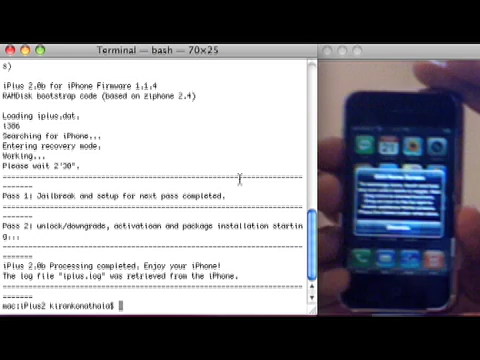 Terminal — bash — 70×25
s)
iPlus 2.0b for iPhone Firmware 1.1.4
RAMDisk bootstrap code (based on ziphone 2.4)
Loading iplus.dat.
i386
Searching for iPhone...
Entering recovery mode.
Working...
Please wait 2'30".
======================================================================
=======
Pass 1: Jailbreak and setup for next pass completed.
======================================================================
=======
Pass 2: unlock/downgrade, activatioan and package installation startin
g...
======================================================================
=======
iPlus 2.0b Processing completed. Enjoy your iPhone!
The log file "iplus.log" was retrieved from the iPhone.
======================================================================
=======
mac:iPlus2 kirankonathala$